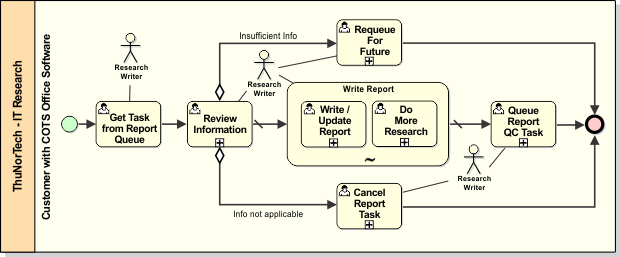 ThuNorTech - IT Research
Customer with COTS Office Software
Research
Writer
Get Task
from Report
Queue
Insufficient Info
Review
Information
Info not applicable
Research
Writer
Requeue
For
Future
Write Report
Write /
Update
Report
Do
More
Research
~
Cancel
Report
Task
Research
Writer
Queue
Report
QC Task